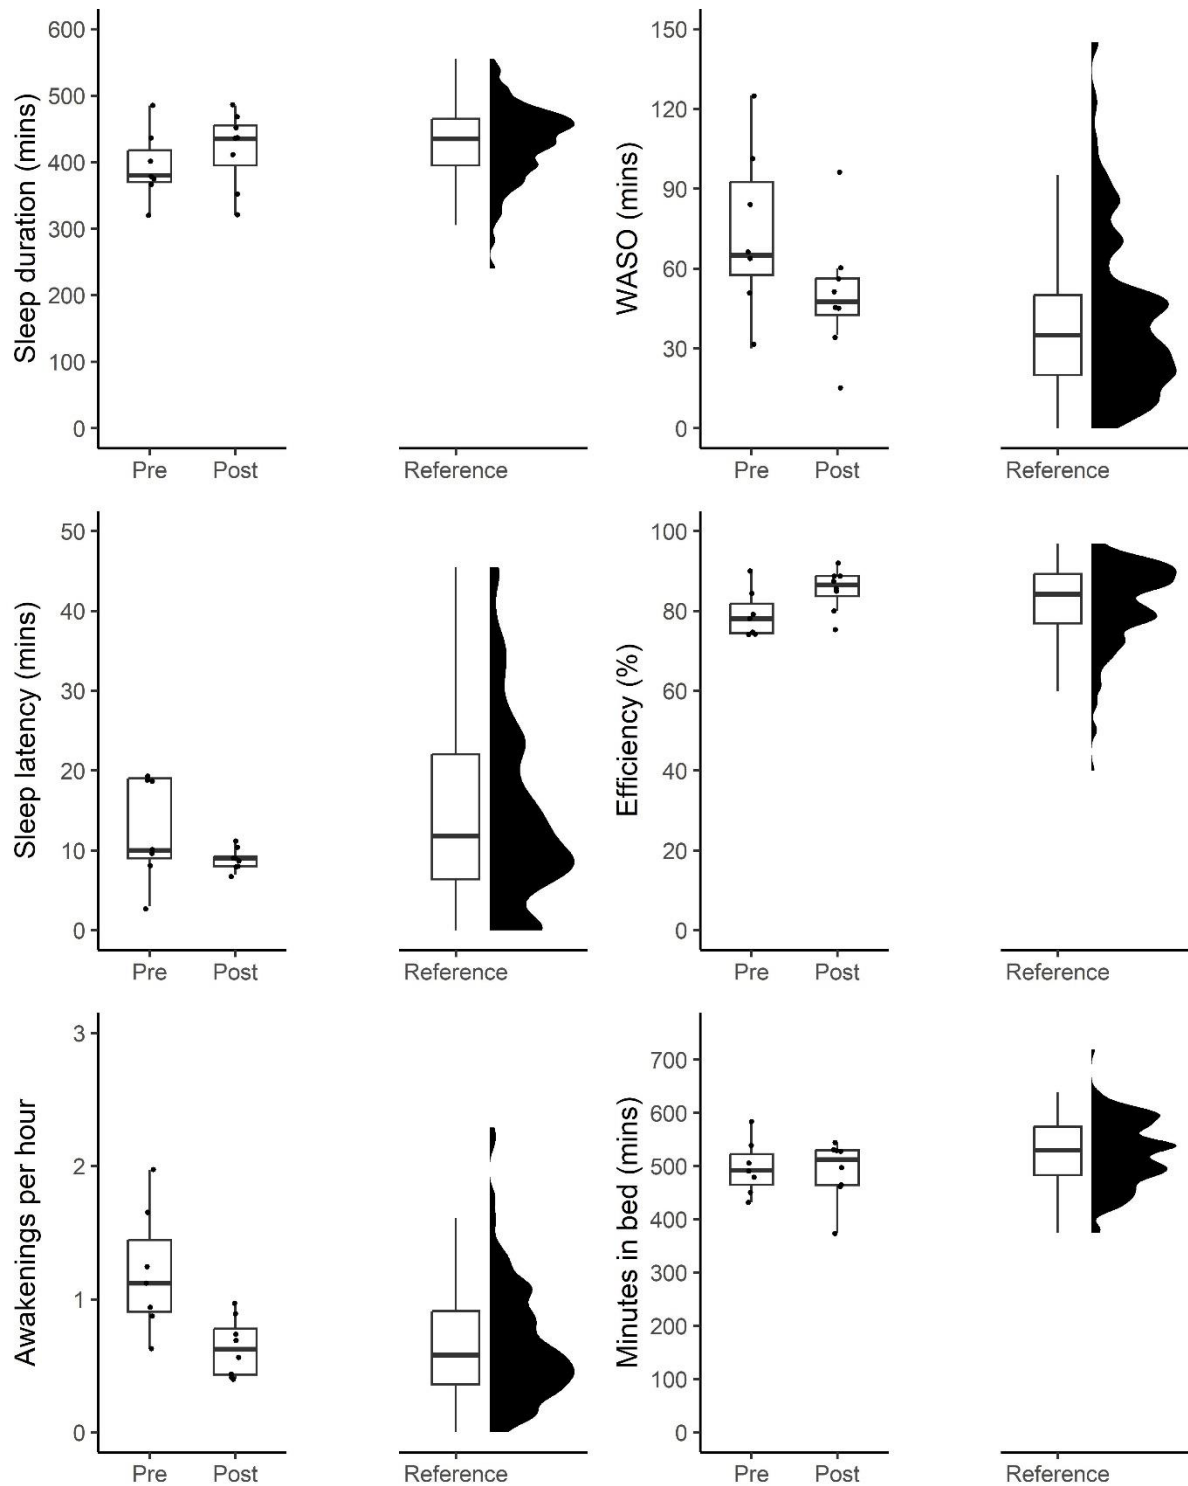 Sleep duration (mins)
600
500
400
300
200
100
0
Pre
Post
Reference
WASO (mins)
150
120
90
60
30
0
Pre
Post
Reference
Sleep latency (mins)
50
40
30
20
10
0
Pre
Post
Reference
Efficiency (%)
100
80
60
40
20
0
Pre
Post
Reference
Awakenings per hour
3
2
1
0
Pre
Post
Reference
Minutes in bed (mins)
700
600
500
400
300
200
100
0
Pre
Post
Reference